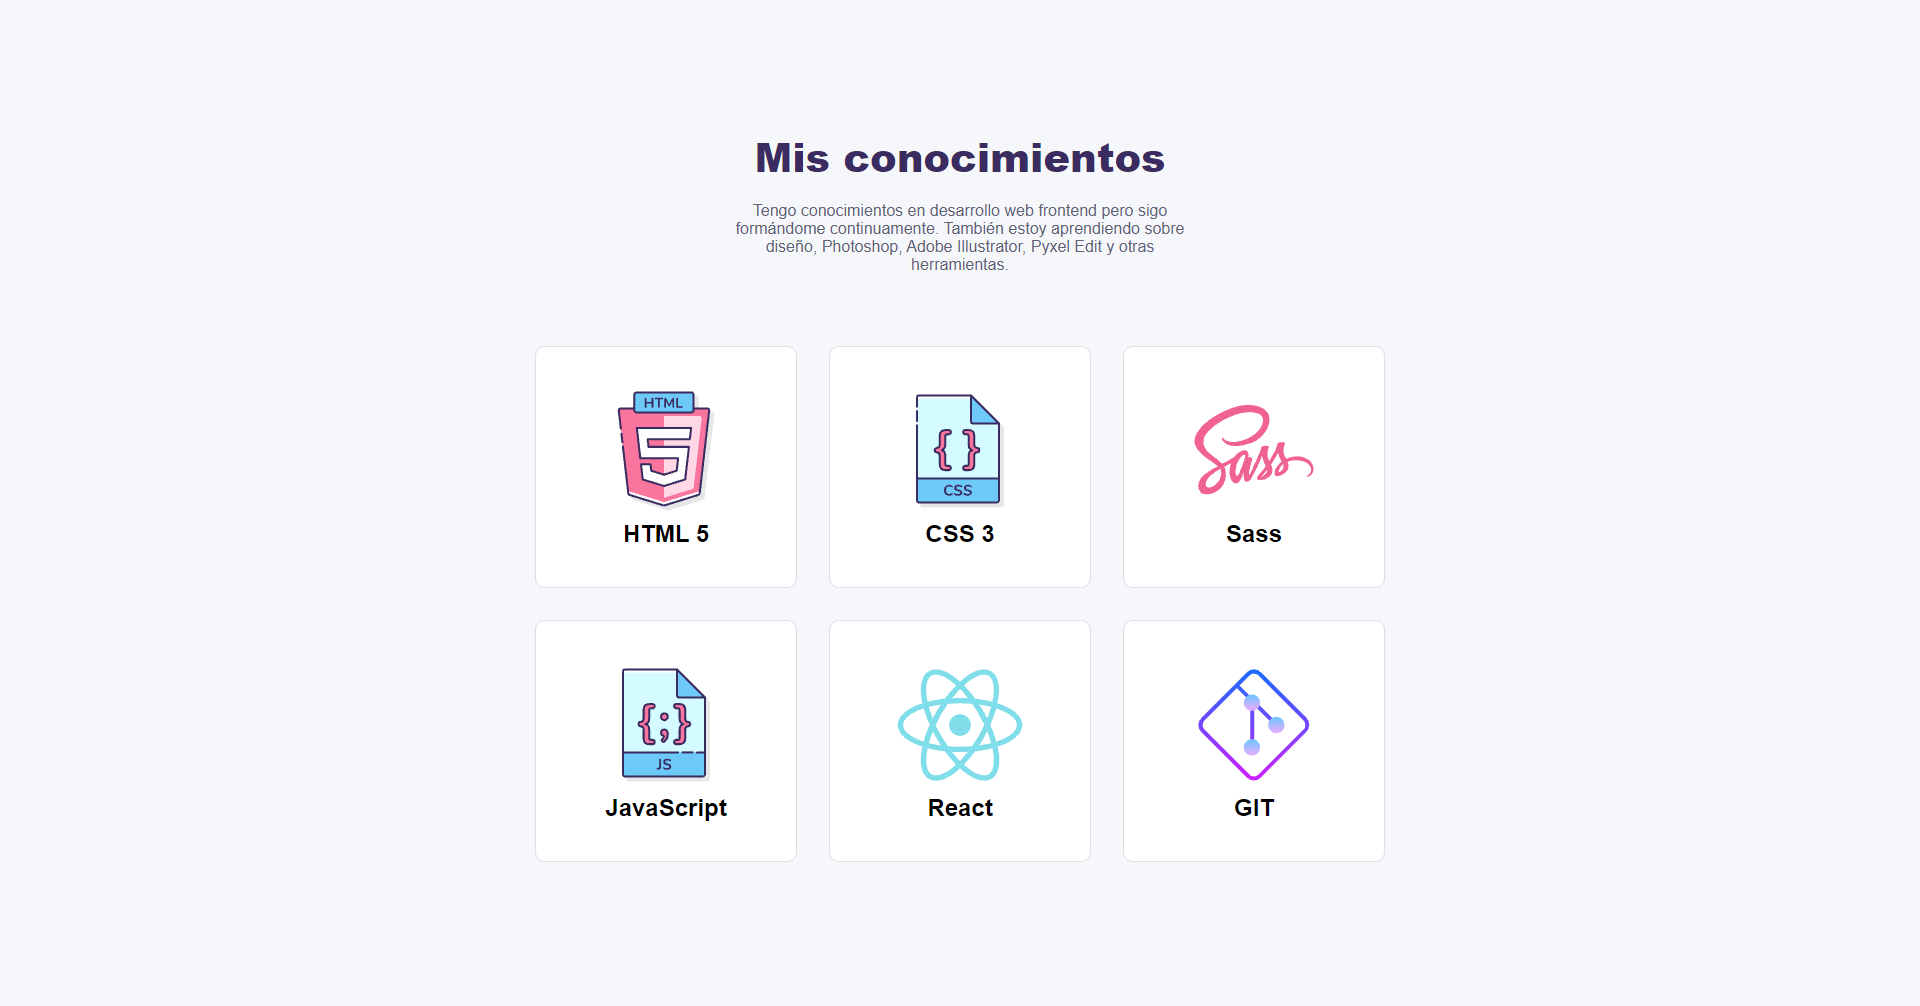 Mis conocimientos
Tengo conocimientos en desarrollo web frontend pero sigo
formándome continuamente. También estoy aprendiendo sobre
diseño, Photoshop, Adobe Illustrator, Pyxel Edit y otras
herramientas.
HTML
5
HTML 5
{ }
CSS
CSS 3
Sass
Sass
{;}
JS
JavaScript
React
GIT